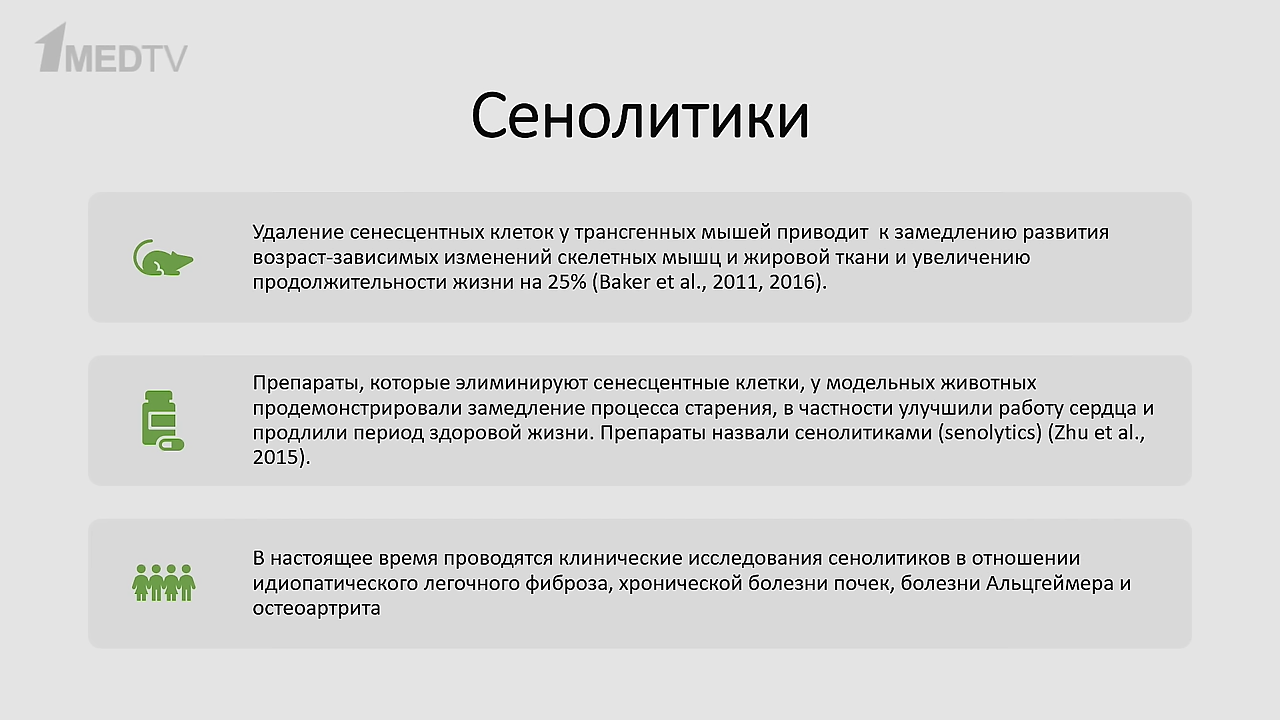 1MEDTV
Сенолитики
Удаление сенесцентных клеток у трансгенных мышей приводит  к замедлению развития
возраст-зависимых изменений скелетных мышц и жировой ткани и увеличению
продолжительности жизни на 25% (Baker et al., 2011, 2016).
Препараты, которые элиминируют сенесцентные клетки, у модельных животных
продемонстрировали замедление процесса старения, в частности улучшили работу сердца и
продлили период здоровой жизни. Препараты назвали сенолитиками (senolytics) (Zhu et al.,
2015).
В настоящее время проводятся клинические исследования сенолитиков в отношении
идиопатического легочного фиброза, хронической болезни почек, болезни Альцгеймера и
остеоартрита